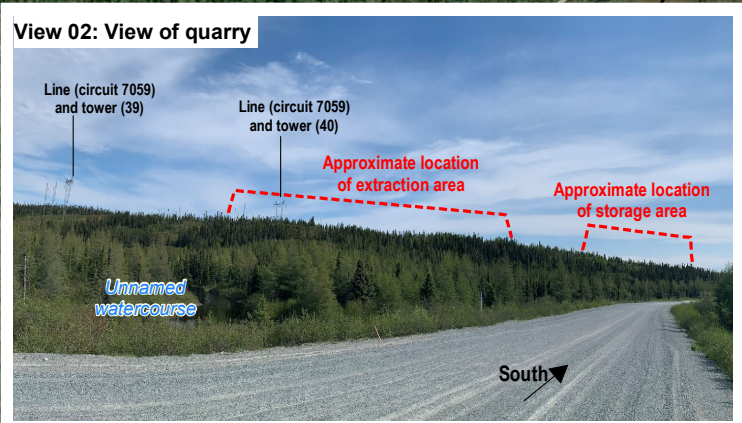 View 02: View of quarry
Line (circuit 7059)
and tower (39)
Line (circuit 7059)
and tower (40)
Approximate location
of extraction area
Approximate location
of storage area
Unnamed
watercourse
South